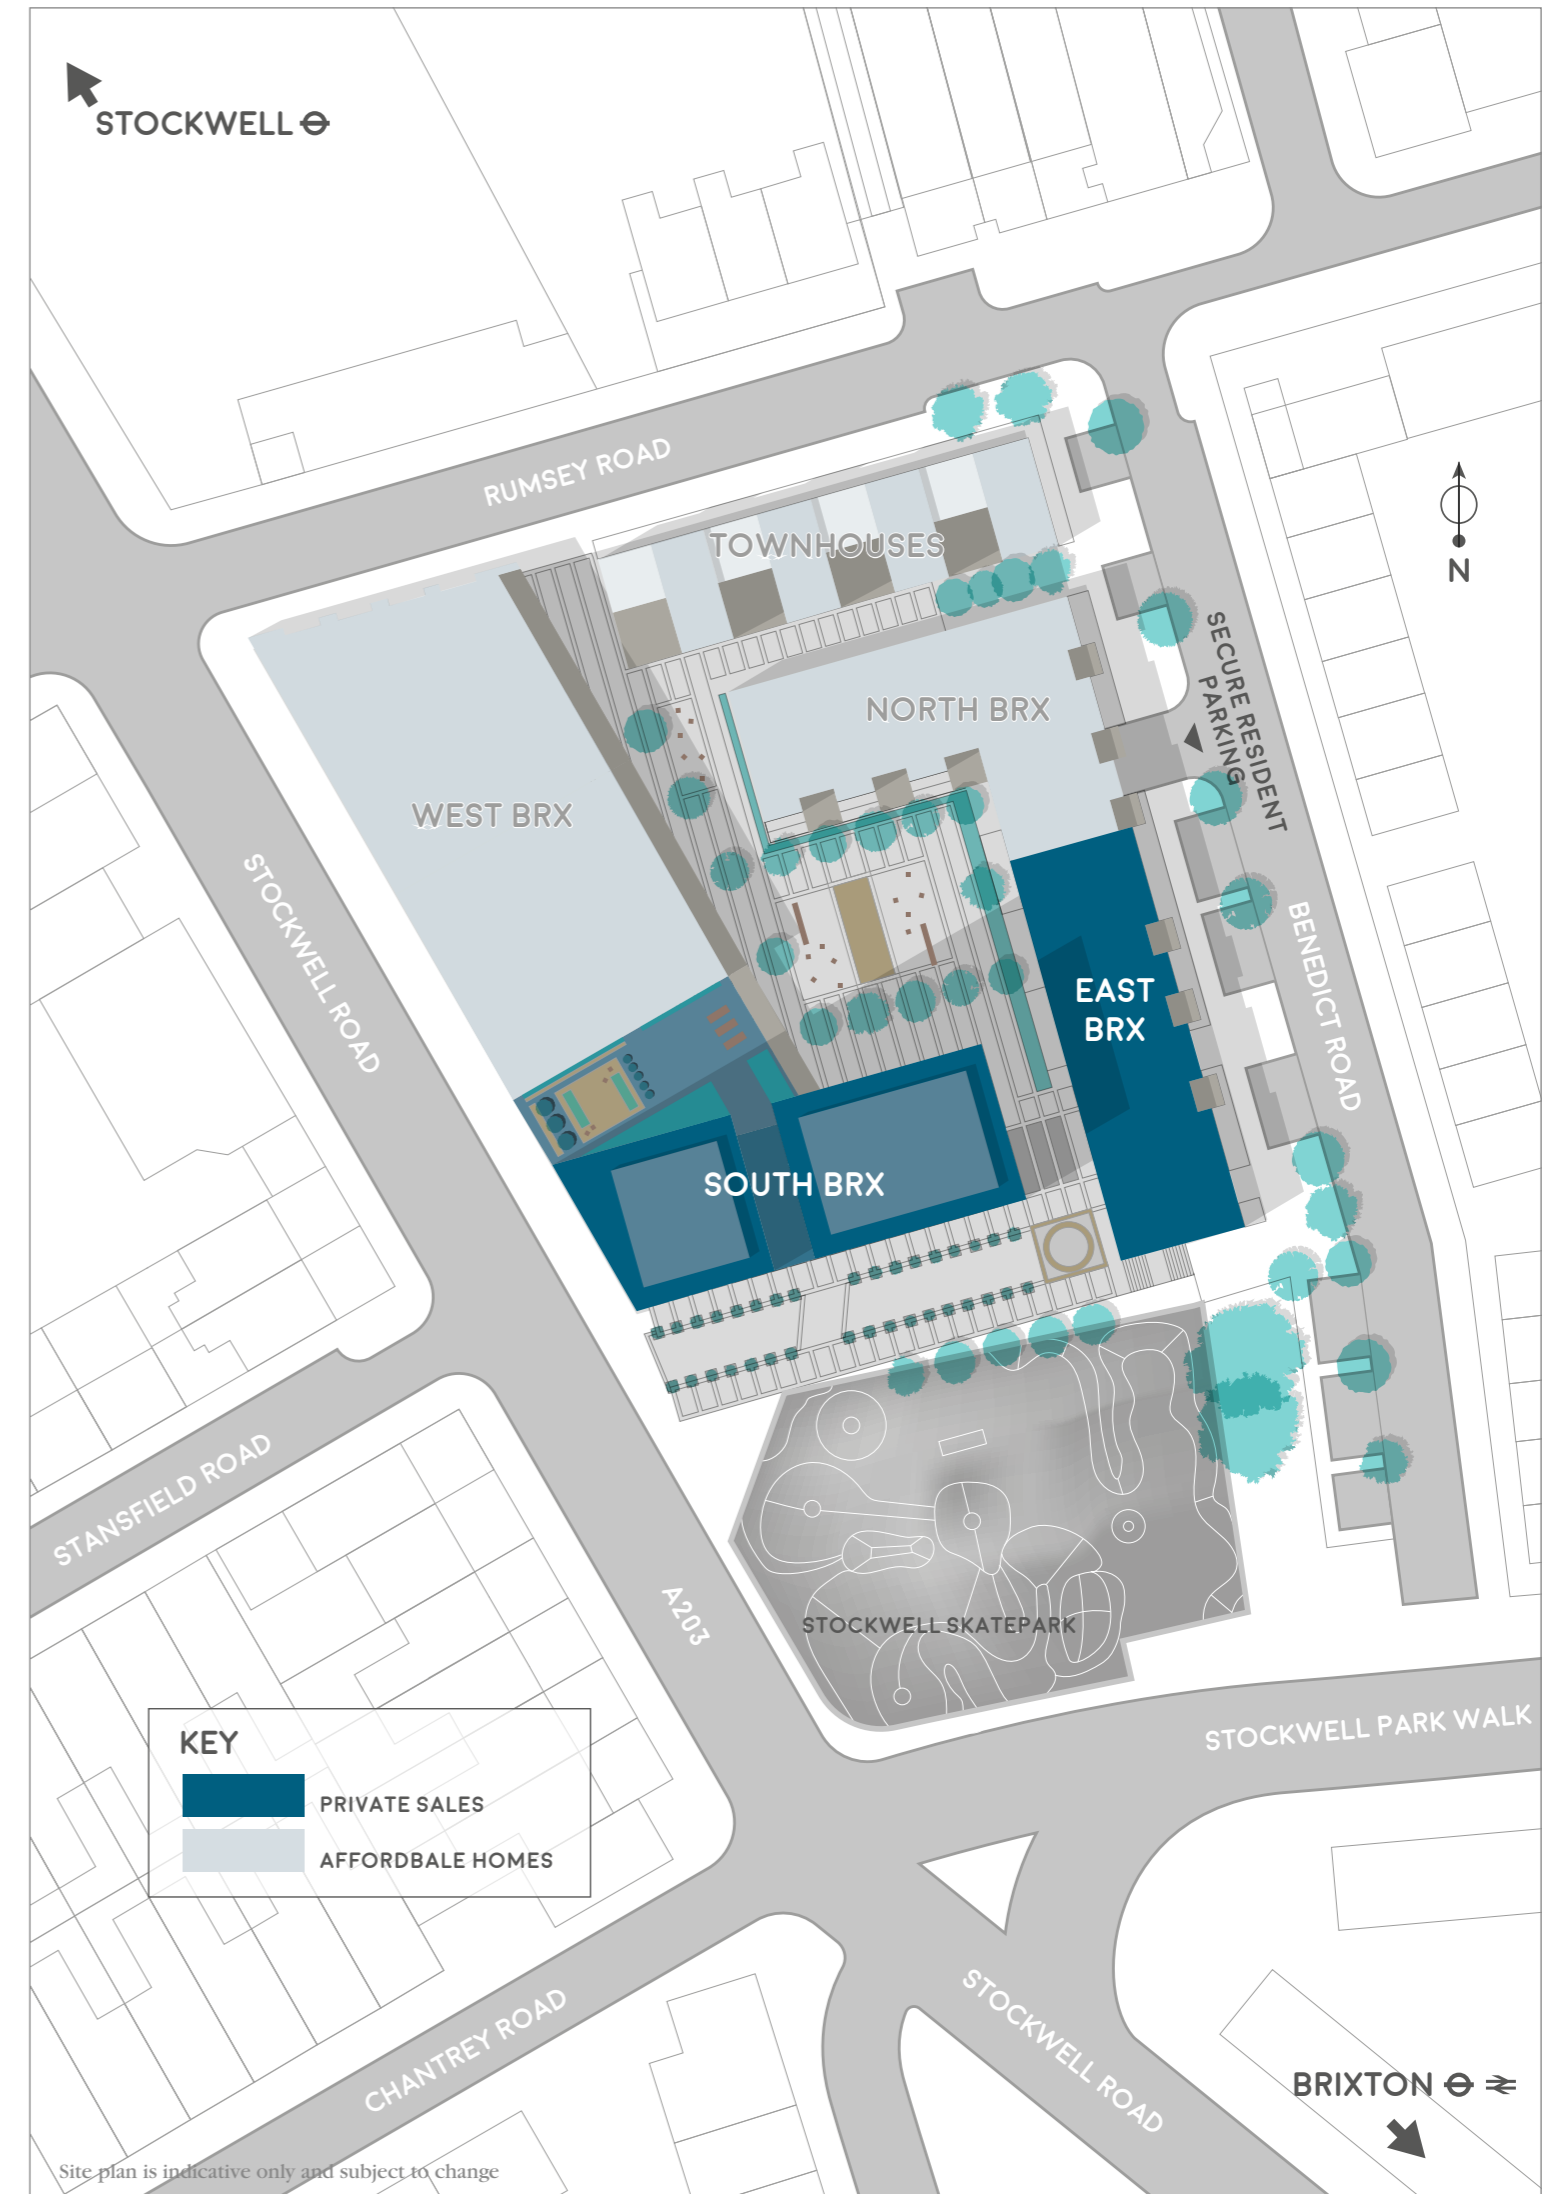 STOCKWELL
RUMSEY ROAD
TOWNHOUSES
N
SECURE RESIDENT
PARKING
NORTH BRX
WEST BRX
STOCKWELL ROAD
BENEDICT ROAD
EAST
BRX
SOUTH BRX
STANSFIELD ROAD
A203
STOCKWELL SKATEPARK
STOCKWELL PARK WALK
KEY
PRIVATE SALES
AFFORDBALE HOMES
CHANTREY ROAD
STOCKWELL ROAD
BRIXTON
Site plan is indicative only and subject to change